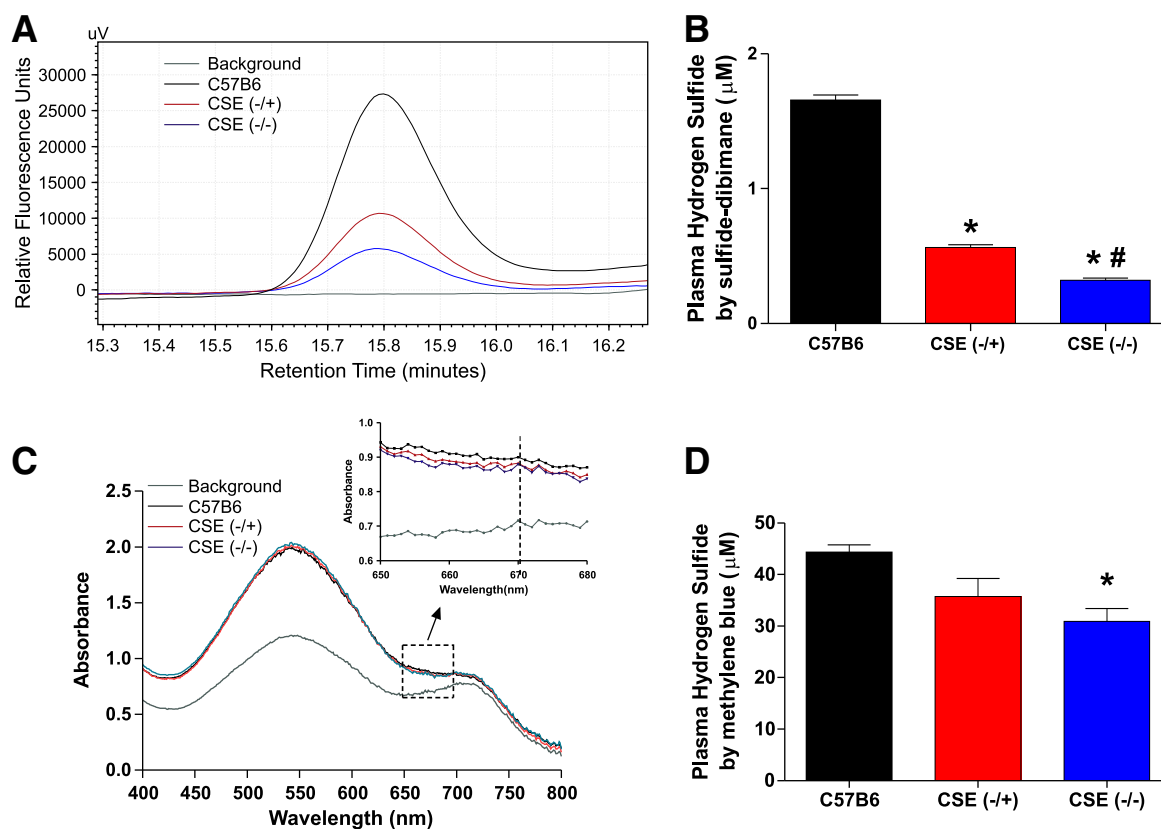 A
uV
Relative Fluorescence Units
30000
25000
20000
15000
10000
5000
0
Background
C57B6
CSE (-/+)
CSE (-/-)
15.3 15.4 15.5 15.6 15.7 15.8 15.9 16.0 16.1 16.2
Retention Time (minutes)
B
Plasma Hydrogen Sulfide
by sulfide-dibimane (μM)
2
1
0
*
* #
C57B6 CSE (-/+) CSE (-/-)
C
Absorbance
2.5
2.0
1.5
1.0
0.5
0.0
Background
C57B6
CSE (-/+)
CSE (-/-)
400 450 500 550 600 650 700 750 800
Wavelength (nm)
Absorbance
1.0
0.9
0.8
0.7
0.6
650 660 670 680
Wavelength(nm)
D
Plasma Hydrogen Sulfide
by methylene blue (μM)
50
40
30
20
10
0
*
C57B6 CSE (-/+) CSE (-/-)